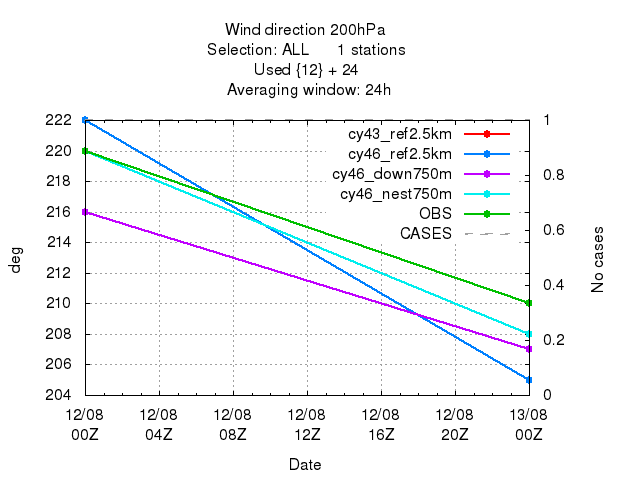 Wind direction 200hPa
Selection: ALL 1 stations
Used {12} + 24
Averaging window: 24h
deg
222
220
218
216
214
212
210
208
206
204
cy43_ref2.5km
cy46_ref2.5km
cy46_down750m
cy46_nest750m
OBS
CASES
1
0.8
0.6
0.4
0.2
0
No cases
12/08 12/08 12/08 12/08 12/08 12/08 13/08
00Z 04Z 08Z 12Z 16Z 20Z 00Z
Date